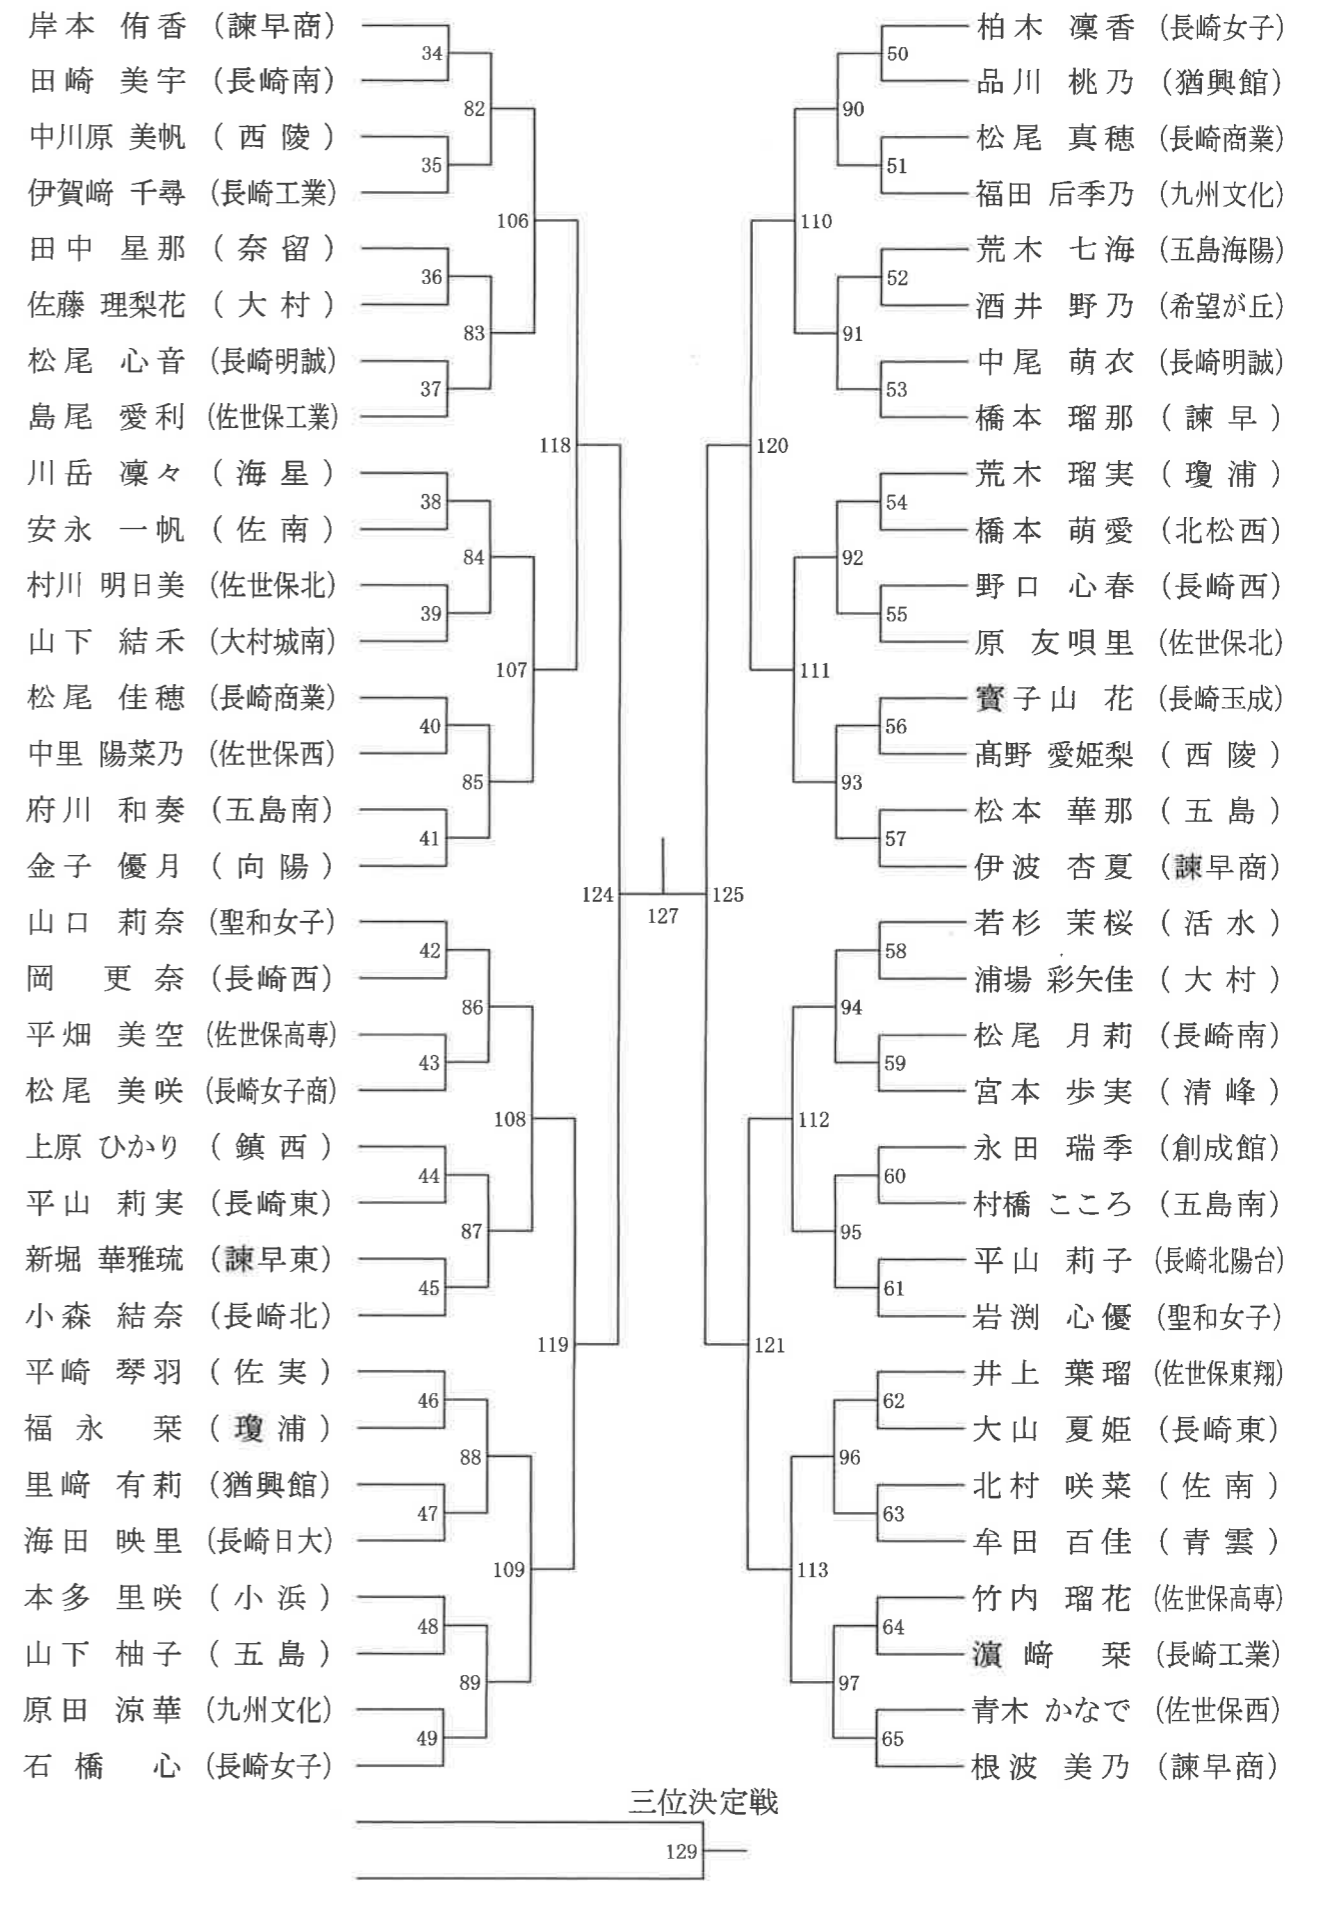 岸本 侑香 (諫早商)
34
田崎 美宇 (長崎南)
82
中川原 美帆 (西陵)
35
伊賀﨑 千尋 (長崎工業)
106
田中 星那 (奈留)
36
佐藤 理梨花 (大村)
83
松尾 心音 (長崎明誠)
37
島尾 愛利 (佐世保工業)
118
川岳 凜々 (海星)
38
安永 一帆 (佐南)
84
村川 明日美 (佐世保北)
39
山下 結禾 (大村城南)
107
松尾 佳穂 (長崎商業)
40
中里 陽菜乃 (佐世保西)
85
府川 和奏 (五島南)
41
金子 優月 (向陽)
124
山口 莉奈 (聖和女子)
42
岡 更奈 (長崎西)
86
平畑 美空 (佐世保高専)
43
松尾 美咲 (長崎女子商)
108
上原 ひかり (鎮西)
44
平山 莉実 (長崎東)
87
新堀 華雅琉 (諫早東)
45
小森 結奈 (長崎北)
119
平崎 琴羽 (佐実)
46
福永 栞 (瓊浦)
88
里﨑 有莉 (猶興館)
47
海田 映里 (長崎日大)
109
本多 里咲 (小浜)
48
山下 柚子 (五島)
89
原田 涼華 (九州文化)
49
石橋 心 (長崎女子)
127
柏木 凜香 (長崎女子)
50
品川 桃乃 (猶興館)
90
松尾 真穂 (長崎商業)
51
福田 后季乃 (九州文化)
110
荒木 七海 (五島海陽)
52
酒井 野乃 (希望が丘)
91
中尾 萌衣 (長崎明誠)
53
橋本 瑠那 (諫早)
120
荒木 瑠実 (瓊浦)
54
橋本 萌愛 (北松西)
92
野口 心春 (長崎西)
55
原 友唄里 (佐世保北)
111
寳子山 花 (長崎玉成)
56
髙野 愛姫梨 (西陵)
93
松本 華那 (五島)
57
伊波 杏夏 (諫早商)
125
若杉 茉桜 (活水)
58
浦場 彩矢佳 (大村)
94
松尾 月莉 (長崎南)
59
宮本 歩実 (清峰)
112
永田 瑞季 (創成館)
60
村橋 こころ (五島南)
95
平山 莉子 (長崎北陽台)
61
岩渕 心優 (聖和女子)
121
井上 葉瑠 (佐世保東翔)
62
大山 夏姫 (長崎東)
96
北村 咲菜 (佐南)
63
牟田 百佳 (青雲)
113
竹内 瑠花 (佐世保高専)
64
濵﨑 栞 (長崎工業)
97
青木 かなで (佐世保西)
65
根波 美乃 (諫早商)
三位決定戦
129